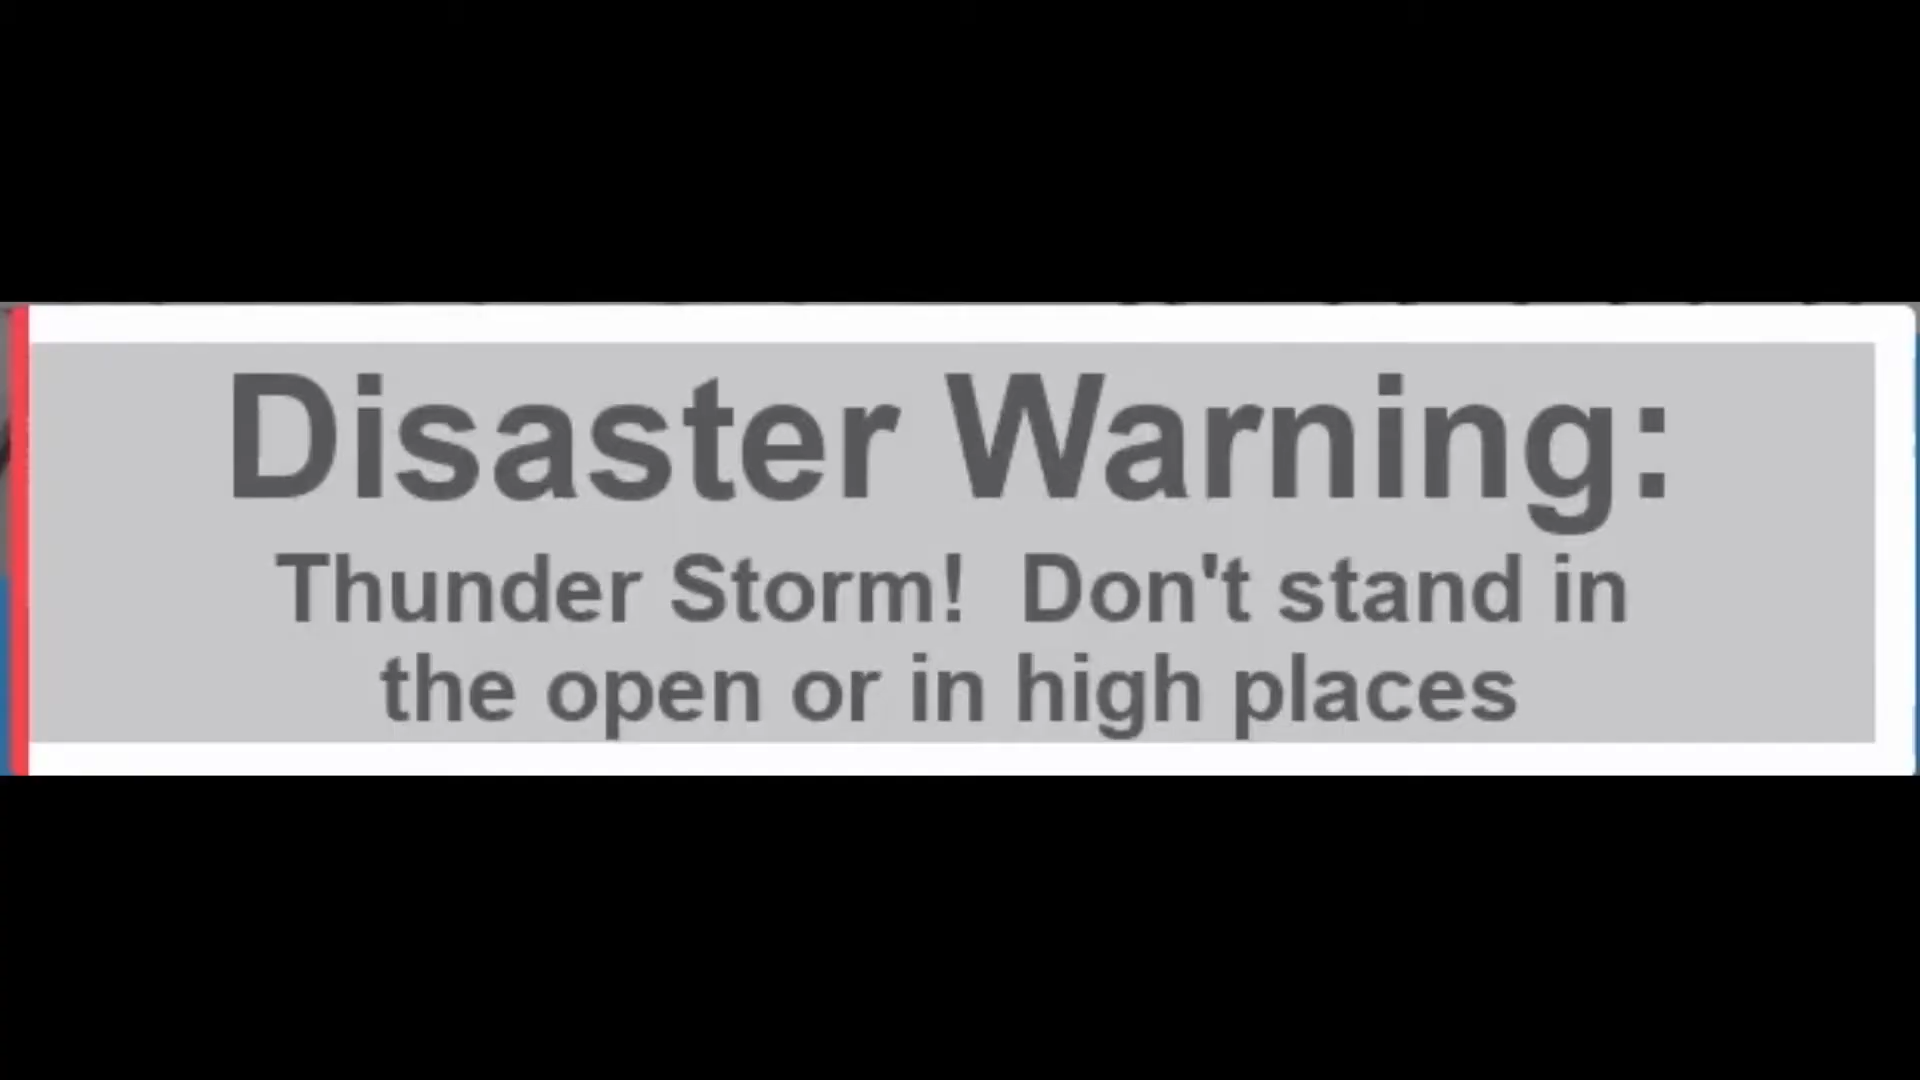 Disaster Warning:
Thunder Storm!  Don't stand in
the open or in high places